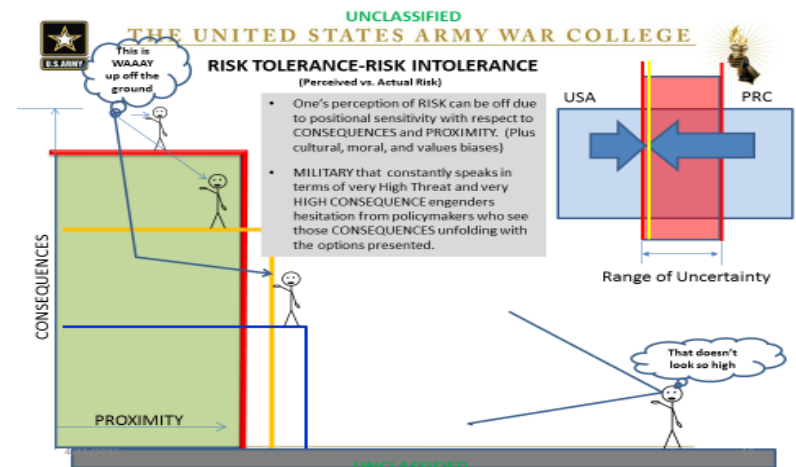 UNCLASSIFIED
THE UNITED STATES ARMY WAR COLLEGE
U.S.ARMY
This is
WAAAY
up off the
ground
RISK TOLERANCE-RISK INTOLERANCE
(Perceived vs. Actual Risk)
• One's perception of RISK can be off due
to positional sensitivity with respect to
CONSEQUENCES and PROXIMITY. (Plus
cultural, moral, and values biases)
• MILITARY that constantly speaks in
terms of very High Threat and very
HIGH CONSEQUENCE engenders
hesitation from policymakers who see
those CONSEQUENCES unfolding with
the options presented.
USA
PRC
Range of Uncertainty
CONSEQUENCES
PROXIMITY
That doesn't
look so high
UNCLASSIFIED